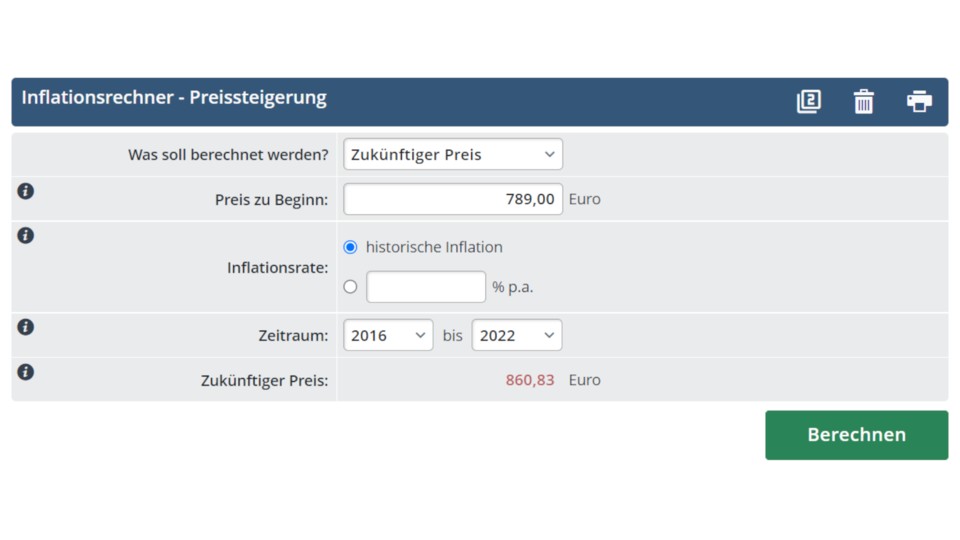 Inflationsrechner - Preissteigerung
Was soll berechnet werden? Zukünftiger Preis
Preis zu Beginn: 789,00 Euro
Inflationsrate: historische Inflation
% p.a.
Zeitraum: 2016 bis 2022
Zukünftiger Preis: 860,83 Euro
Berechnen